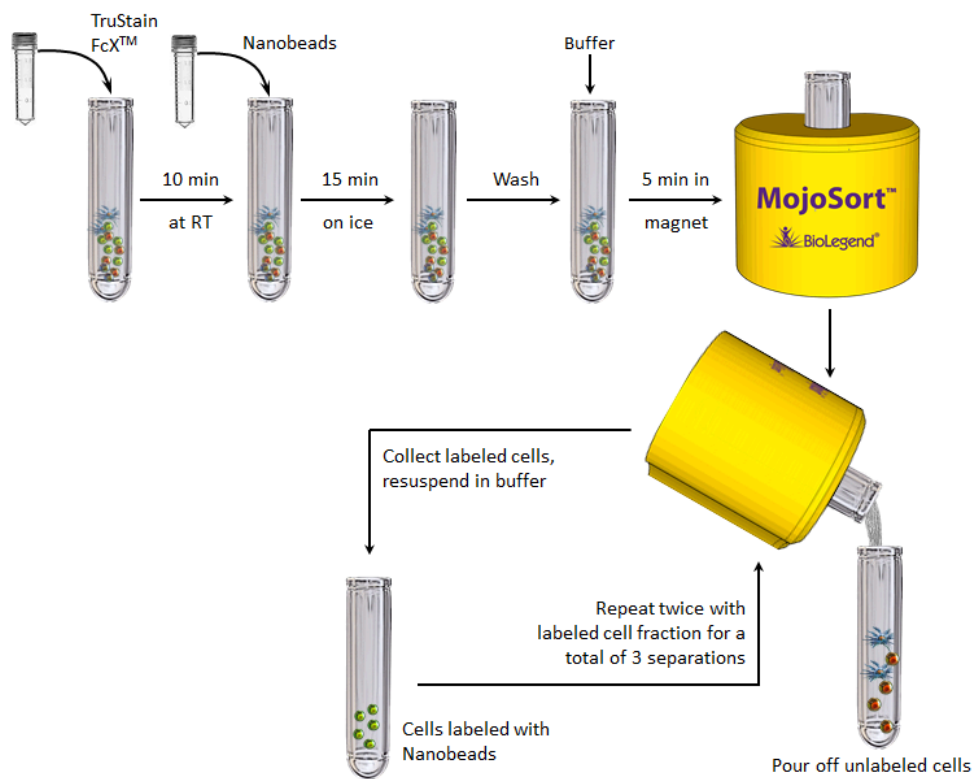 TruStain
FcX™
Nanobeads
Buffer
10 min
at RT
15 min
on ice
Wash
5 min in
magnet
MojoSort™
BioLegend®
Collect labeled cells,
resuspend in buffer
Repeat twice with
labeled cell fraction for a
total of 3 separations
Cells labeled with
Nanobeads
Pour off unlabeled cells